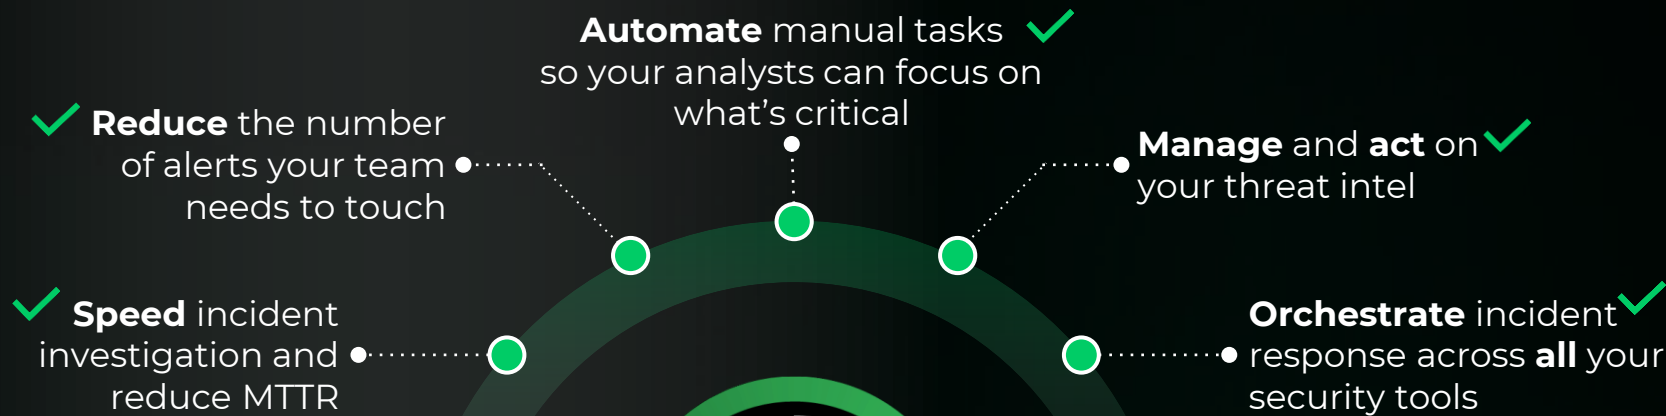 Automate manual tasks
so your analysts can focus on
what's critical
Reduce the number
of alerts your team
needs to touch
Manage and act on
your threat intel
Speed incident
investigation and
reduce MTTR
Orchestrate incident
response across all your
security tools